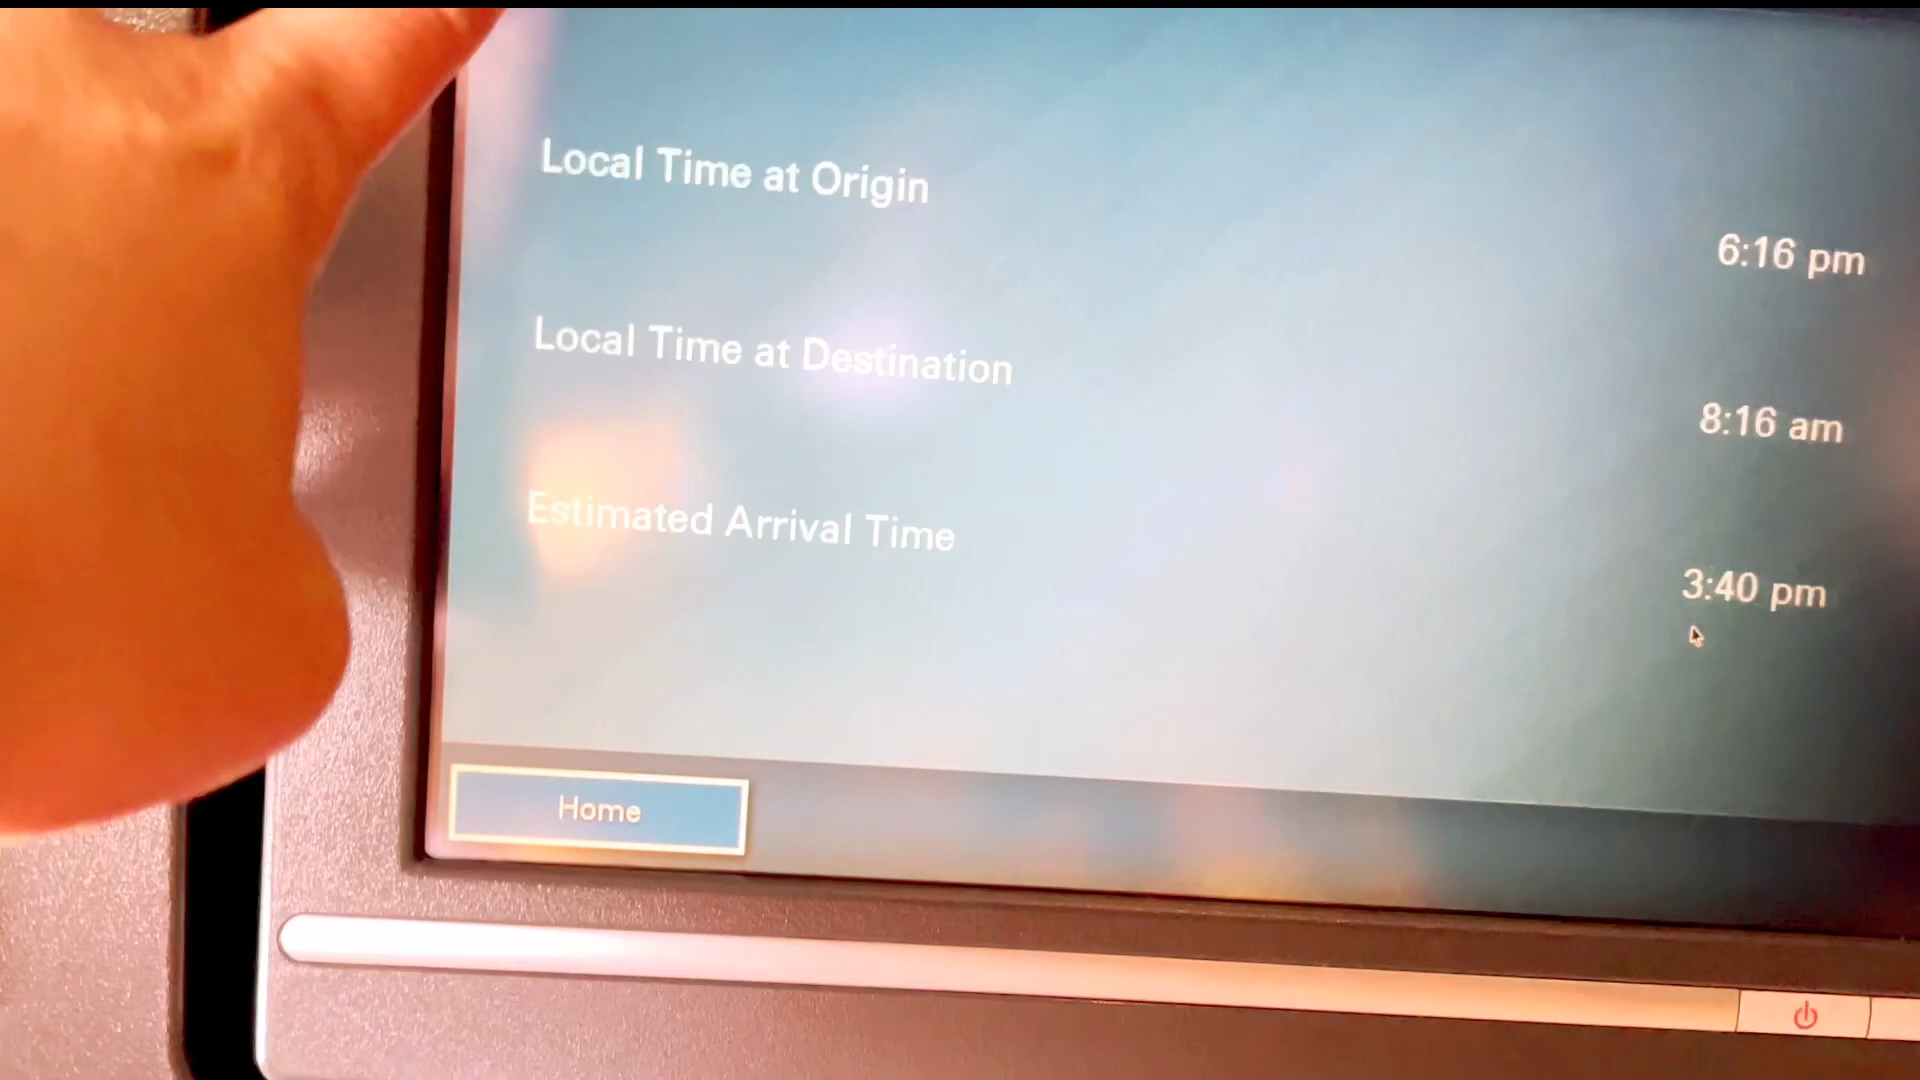 Local Time at Origin
6:16 pm
Local Time at Destination
8:16 am
Estimated Arrival Time
3:40 pm
Home